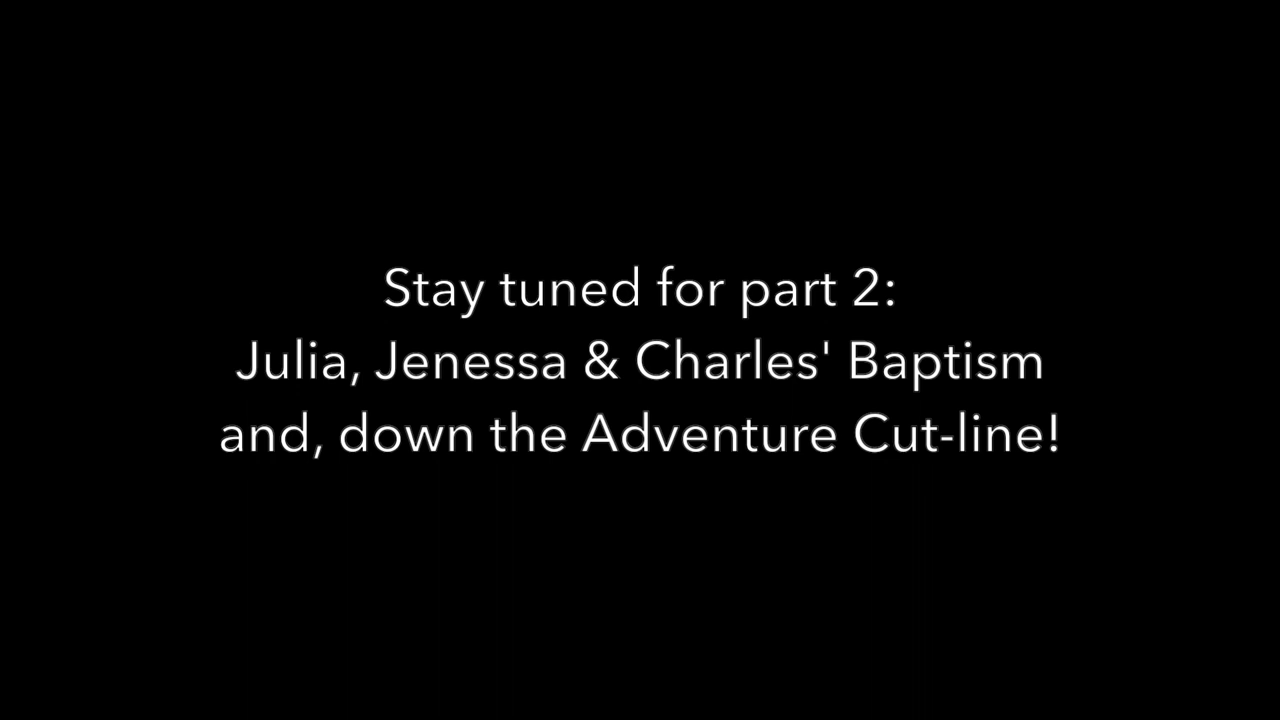 Stay tuned for part 2:
Julia, Jenessa & Charles' Baptism
and, down the Adventure Cut-line!